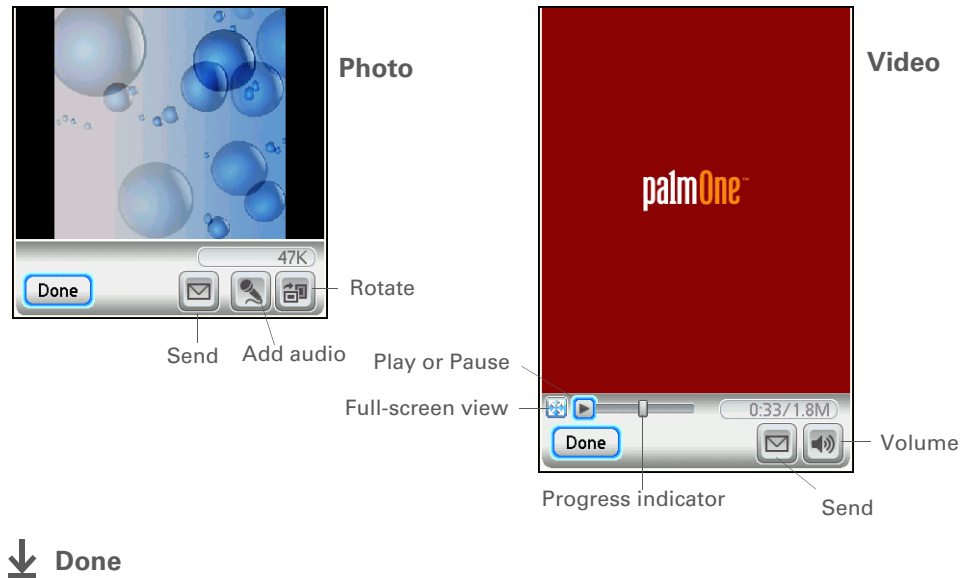 Photo
47K
Done
Rotate
Send
Add audio
Video
palmOne™
Play or Pause
Full-screen view
0:33/1.8M
Done
Volume
Progress indicator
Send
Done